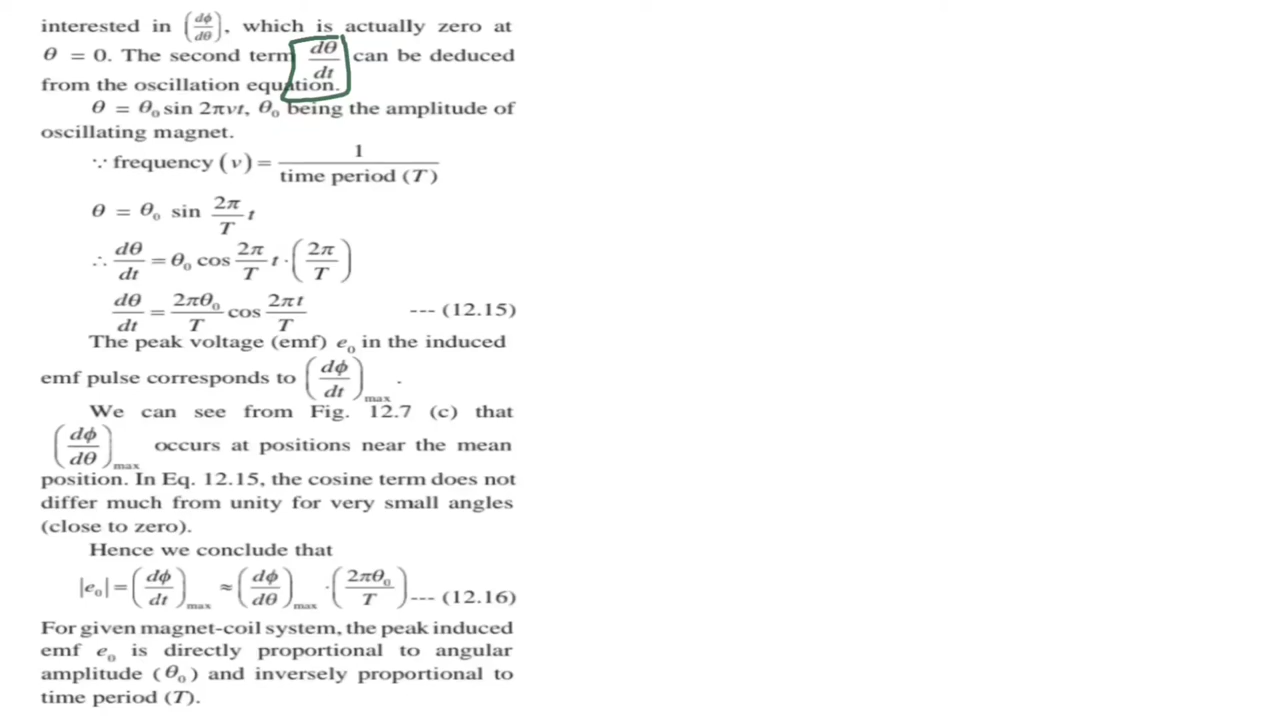 interested in (dϕ/dθ), which is actually zero at
θ = 0. The second term dθ/dt can be deduced
from the oscillation equation.
θ = θ₀ sin 2πνt, θ₀ being the amplitude of
oscillating magnet.
∵ frequency (ν) = 1/time period (T)
θ = θ₀ sin 2π/T t
∴ dθ/dt = θ₀ cos 2π/T t · (2π/T)
dθ/dt = 2πθ₀/T cos 2πt/T --- (12.15)
The peak voltage (emf) e₀ in the induced
emf pulse corresponds to (dϕ/dt)max .
We can see from Fig. 12.7 (c) that
(dϕ/dθ)max occurs at positions near the mean
position. In Eq. 12.15, the cosine term does not
differ much from unity for very small angles
(close to zero).
Hence we conclude that
|e₀| = (dϕ/dt)max ≈ (dϕ/dθ)max · (2πθ₀/T) --- (12.16)
For given magnet-coil system, the peak induced
emf e₀ is directly proportional to angular
amplitude (θ₀) and inversely proportional to
time period (T).